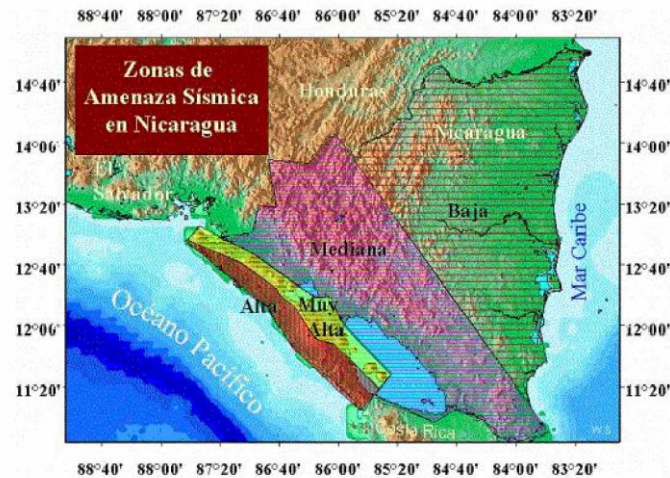 88°40' 88°00' 87°20' 86°40' 86°00' 85°20' 84°40' 84°00' 83°20'
14°40'
14°06'
13°20'
12°40'
12°06'
11°20'
Zonas de
Amenaza Sísmica
en Nicaragua
Honduras
Nicaragua
El
Salvador
Baja
Mediana
Mar Caribe
Alta
Muy
Alta
Océano Pacífico
Costa Rica
W.S
14°40'
14°06'
13°20'
12°40'
12°06'
11°20'
88°40' 88°00' 87°20' 86°40' 86°00' 85°20' 84°40' 84°00' 83°20'